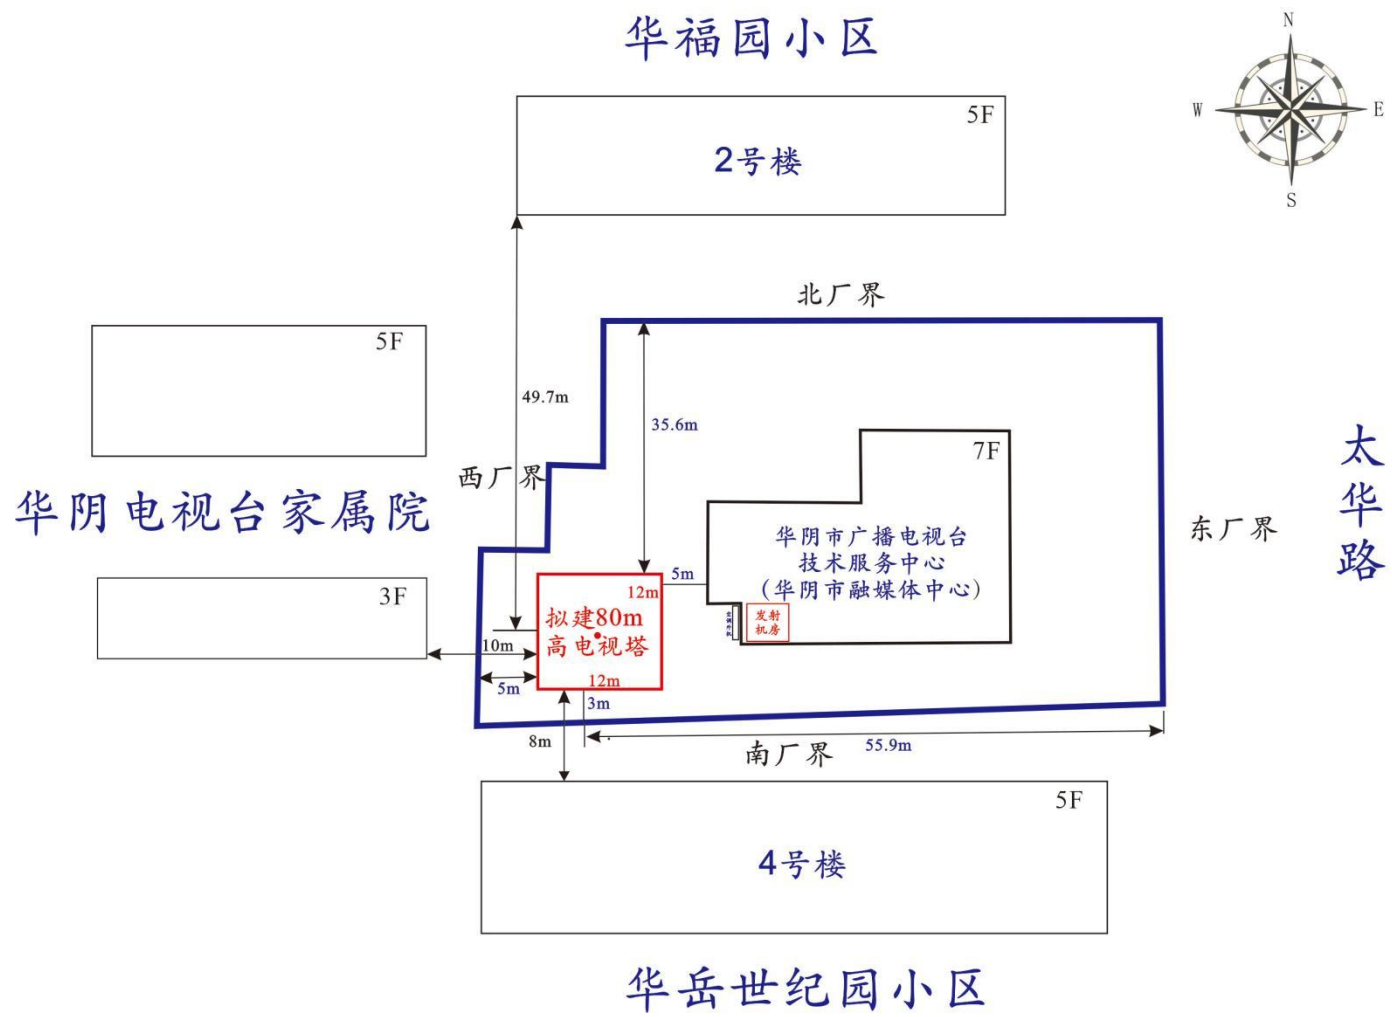 华福园小区
N
W
E
S
5F
2号楼
北厂界
5F
49.7m
35.6m
西厂界
7F
太华路
华阴电视台家属院
东厂界
华阴市广播电视台
技术服务中心
(华阴市融媒体中心)
5m
3F
12m
拟建80m
高电视塔
发射
机房
空调外机
10m
5m
12m
3m
8m
南厂界
55.9m
5F
4号楼
华岳世纪园小区